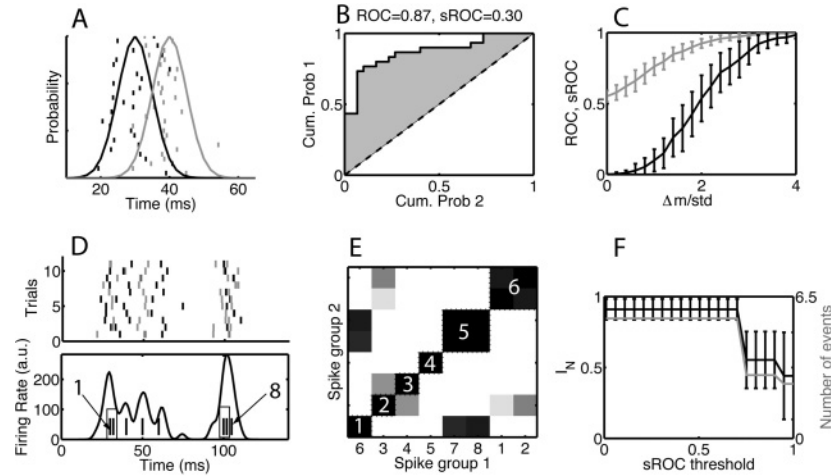 A
Probability
20
40
60
Time (ms)
B
ROC=0.87, sROC=0.30
Cum. Prob 1
1
0.5
0
0
0.5
1
Cum. Prob 2
C
ROC, sROC
1
0.5
0
0
2
4
Δm/std
D
Trials
10
5
0
Firing Rate (a.u.)
200
100
0
1
8
0
50
100
Time (ms)
E
Spike group 2
1
2
3
4
5
6
6 3 4 5 7 8 1 2
Spike group 1
F
I_N
1
0.5
0
6.5
0
Number of events
0
0.5
1
sROC threshold